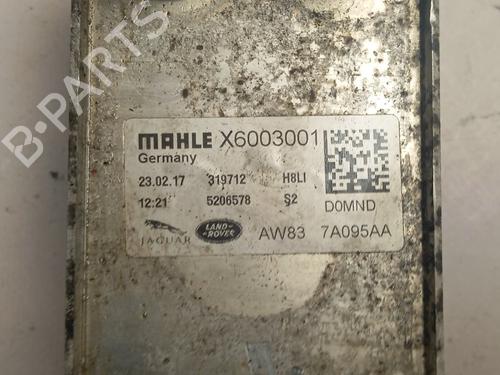 B-PARTS
MAHLE X6003001
Germany
23.02.17 319712 H8LI
12:21 5206578 S2 D0MND
JAGUAR LAND ROVER AW83 7A095AA